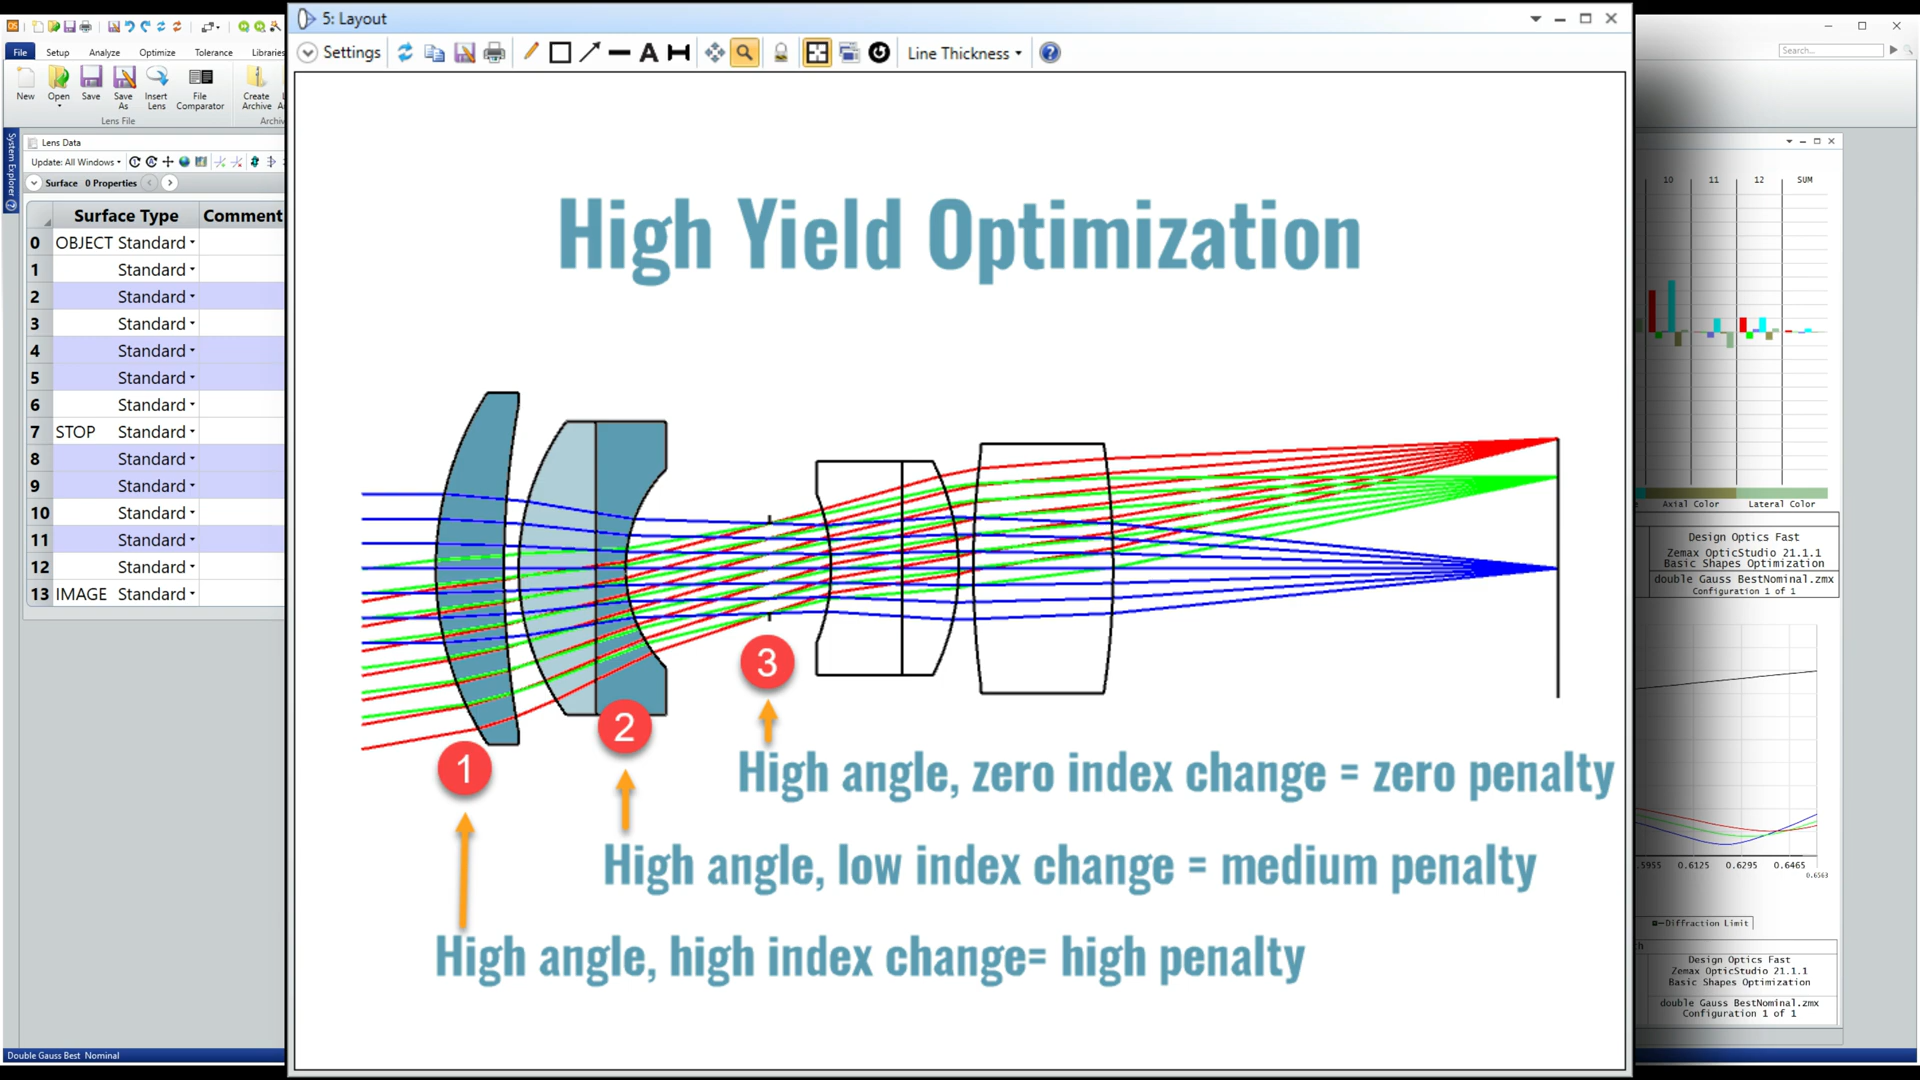 5: Layout
File
Setup
Analyze
Optimize
Tolerance
Libraries
Search...
Settings
Line Thickness
New
Open
Save
Save As
Insert Lens
File Comparator
Create Archive
Lens File
System Explorer
Lens Data
Update: All Windows
Surface 0 Properties
Surface Type Comment
0 OBJECT Standard
1 Standard
2 Standard
3 Standard
4 Standard
5 Standard
6 Standard
7 STOP Standard
8 Standard
9 Standard
10 Standard
11 Standard
12 Standard
13 IMAGE Standard
High Yield Optimization
1
2
3
High angle, zero index change = zero penalty
High angle, low index change = medium penalty
High angle, high index change= high penalty
10 11 12 SUM
Axial Color Lateral Color
Design Optics Fast
Zemax OpticStudio 21.1.1
Basic Shapes Optimization
double Gauss BestNominal.zmx
Configuration 1 of 1
0.6125 0.6295 0.6465
0.6563
Diffraction Limit
Design Optics Fast
Zemax OpticStudio 21.1.1
Basic Shapes Optimization
double Gauss BestNominal.zmx
Configuration 1 of 1
Double Gauss Best Nominal